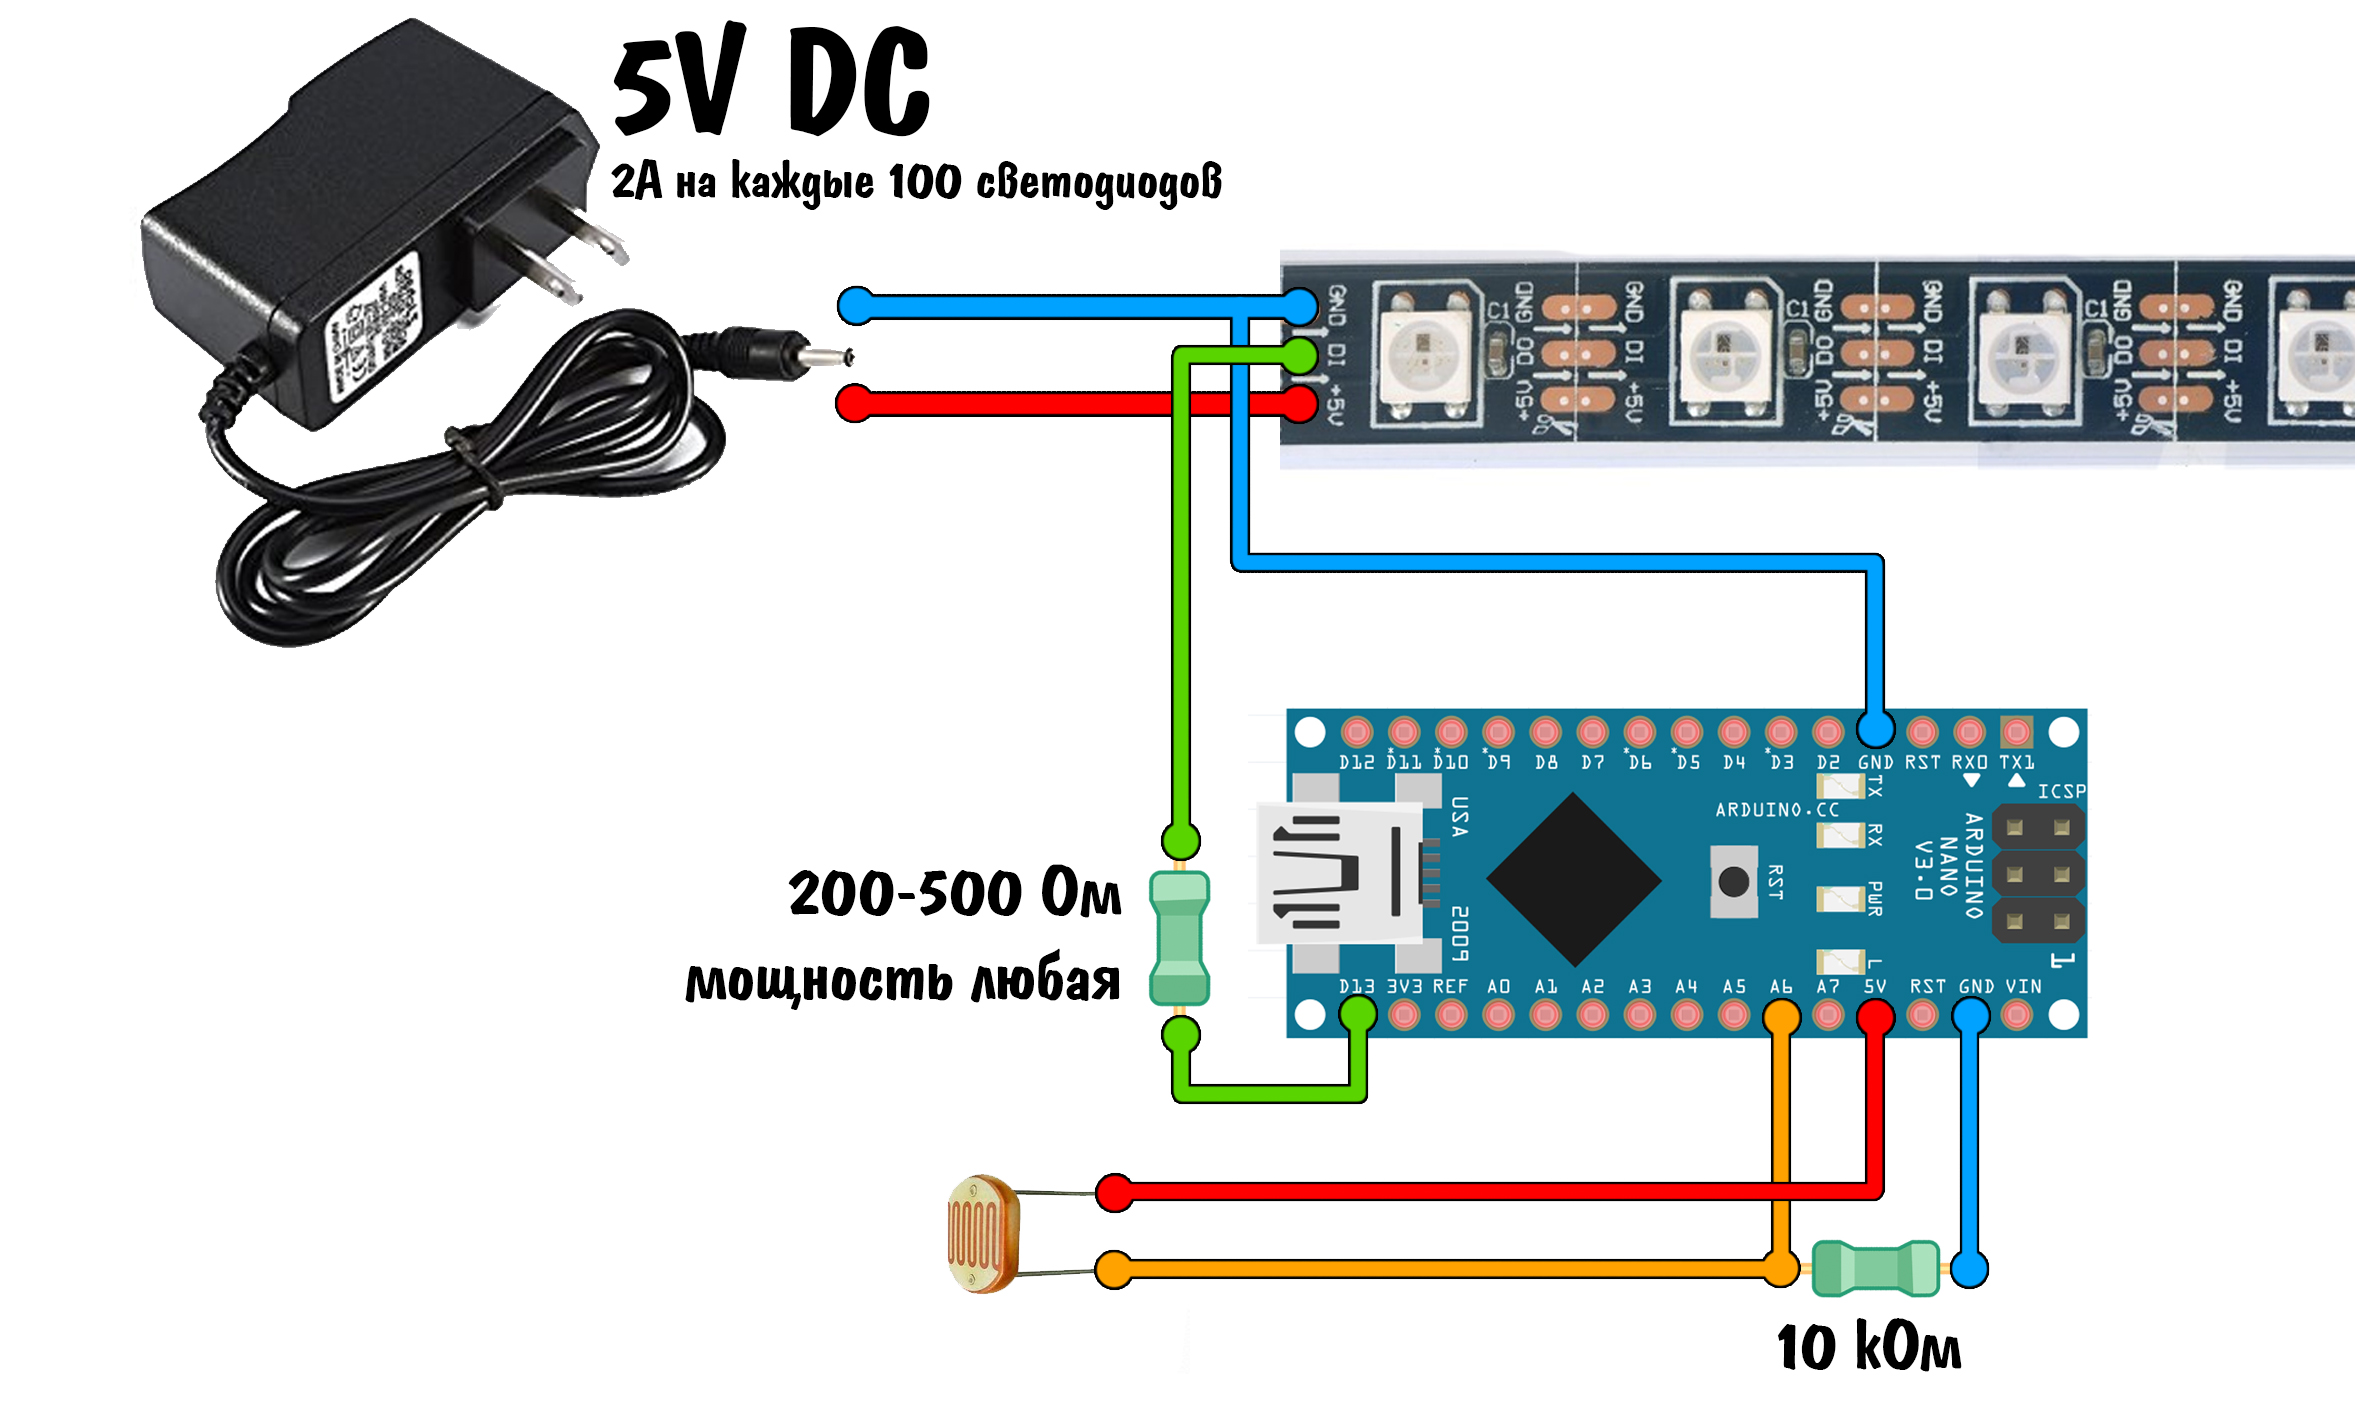 5V DC
2А на каждые 100 светодиодов
GND
DI
+5V
C1
GND
DO
+5V
GND
DI
+5V
C1
GND
DO
+5V
GND
DI
+5V
C1
GND
DO
+5V
GND
DI
+5V
200-500 Ом
мощность любая
D12 D11 D10 D9 D8 D7 D6 D5 D4 D3 D2 GND RST RX0 TX1
ICSP
USA
2009
ARDUINO.CC
RST
TX
RX
PWR
L
ARDUINO
NANO
V3.0
1
D13 3V3 REF A0 A1 A2 A3 A4 A5 A6 A7 5V RST GND VIN
10 кОм